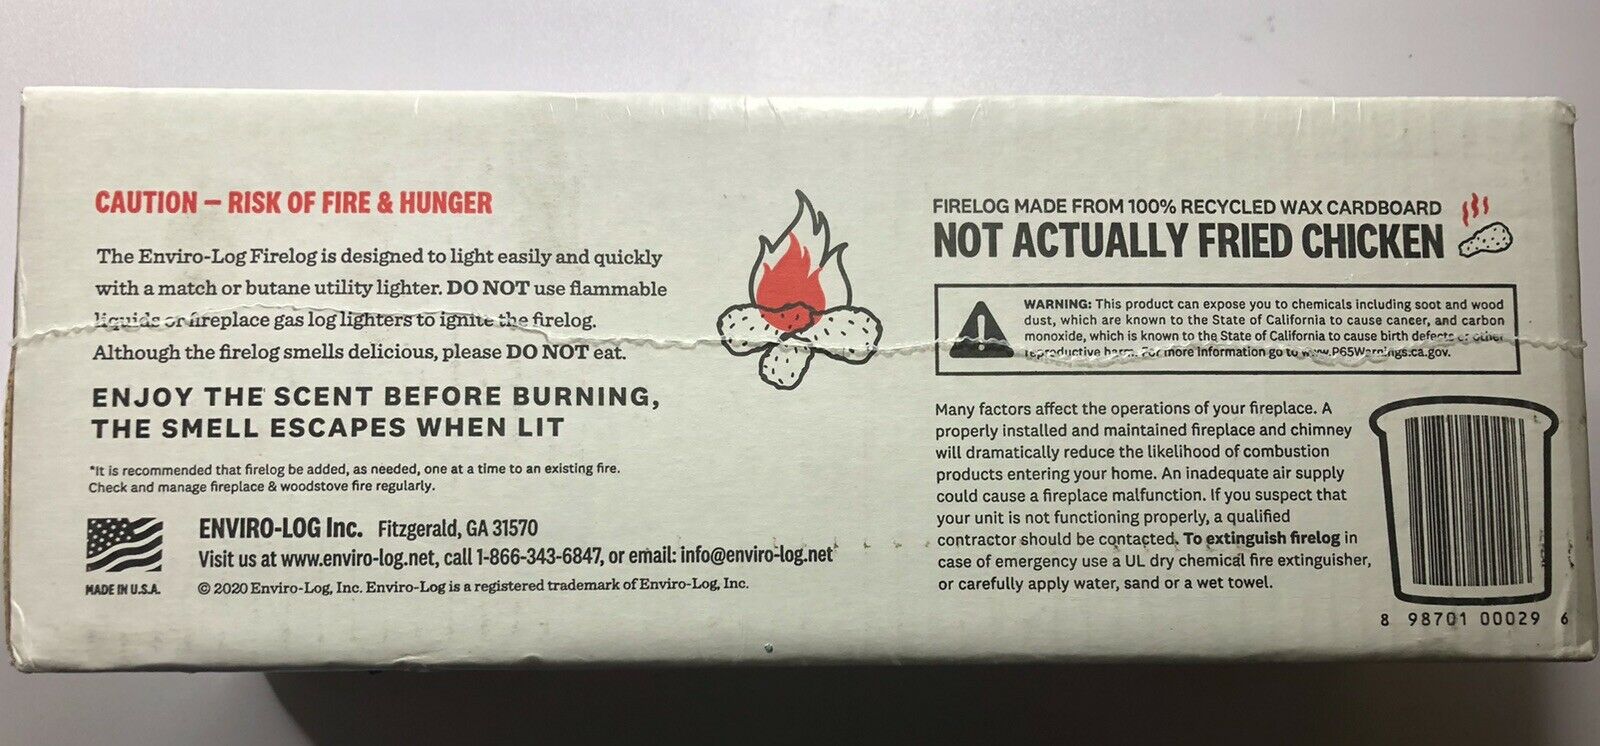 CAUTION – RISK OF FIRE & HUNGER
The Enviro-Log Firelog is designed to light easily and quickly
with a match or butane utility lighter. DO NOT use flammable
liquids or fireplace gas log lighters to ignite the firelog.
Although the firelog smells delicious, please DO NOT eat.
ENJOY THE SCENT BEFORE BURNING,
THE SMELL ESCAPES WHEN LIT
*It is recommended that firelog be added, as needed, one at a time to an existing fire.
Check and manage fireplace & woodstove fire regularly.
MADE IN U.S.A.
ENVIRO-LOG Inc. Fitzgerald, GA 31570
Visit us at www.enviro-log.net, call 1-866-343-6847, or email: info@enviro-log.net
© 2020 Enviro-Log, Inc. Enviro-Log is a registered trademark of Enviro-Log, Inc.
FIRELOG MADE FROM 100% RECYCLED WAX CARDBOARD
NOT ACTUALLY FRIED CHICKEN
WARNING: This product can expose you to chemicals including soot and wood
dust, which are known to the State of California to cause cancer, and carbon
monoxide, which is known to the State of California to cause birth defects or other
reproductive harm. For more information go to www.P65Warnings.ca.gov.
Many factors affect the operations of your fireplace. A
properly installed and maintained fireplace and chimney
will dramatically reduce the likelihood of combustion
products entering your home. An inadequate air supply
could cause a fireplace malfunction. If you suspect that
your unit is not functioning properly, a qualified
contractor should be contacted. To extinguish firelog in
case of emergency use a UL dry chemical fire extinguisher,
or carefully apply water, sand or a wet towel.
8 98701 00029 6